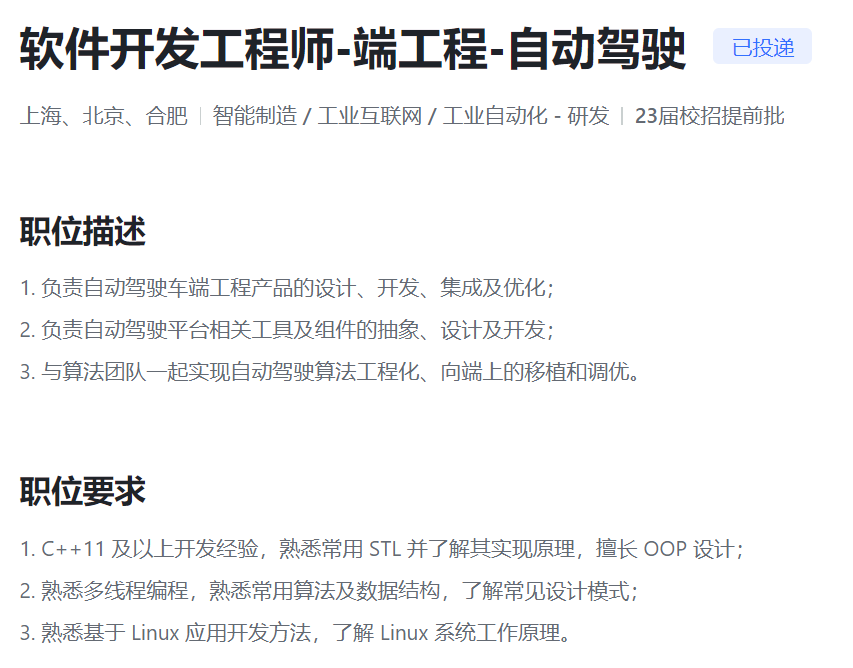 软件开发工程师-端工程-自动驾驶 已投递
上海、北京、合肥 | 智能制造 / 工业互联网 / 工业自动化 - 研发 | 23届校招提前批
职位描述
1. 负责自动驾驶车端工程产品的设计、开发、集成及优化;
2. 负责自动驾驶平台相关工具及组件的抽象、设计及开发;
3. 与算法团队一起实现自动驾驶算法工程化、向端上的移植和调优。
职位要求
1. C++11 及以上开发经验，熟悉常用 STL 并了解其实现原理，擅长 OOP 设计;
2. 熟悉多线程编程，熟悉常用算法及数据结构，了解常见设计模式;
3. 熟悉基于 Linux 应用开发方法，了解 Linux 系统工作原理。